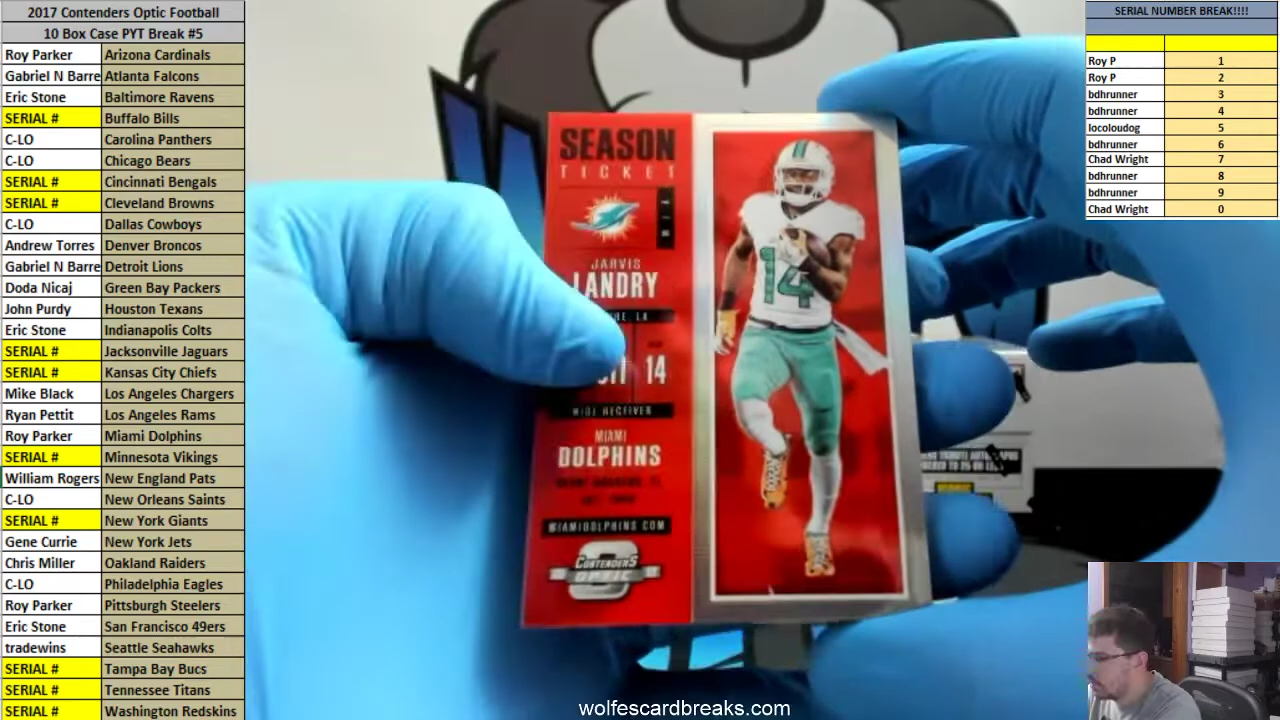 2017 Contenders Optic Football
10 Box Case PYT Break #5
Roy Parker Arizona Cardinals
Gabriel N Barre Atlanta Falcons
Eric Stone Baltimore Ravens
SERIAL # Buffalo Bills
C-LO Carolina Panthers
C-LO Chicago Bears
SERIAL # Cincinnati Bengals
SERIAL # Cleveland Browns
C-LO Dallas Cowboys
Andrew Torres Denver Broncos
Gabriel N Barre Detroit Lions
Doda Nicaj Green Bay Packers
John Purdy Houston Texans
Eric Stone Indianapolis Colts
SERIAL # Jacksonville Jaguars
SERIAL # Kansas City Chiefs
Mike Black Los Angeles Chargers
Ryan Pettit Los Angeles Rams
Roy Parker Miami Dolphins
SERIAL # Minnesota Vikings
William Rogers New England Pats
C-LO New Orleans Saints
SERIAL # New York Giants
Gene Currie New York Jets
Chris Miller Oakland Raiders
C-LO Philadelphia Eagles
Roy Parker Pittsburgh Steelers
Eric Stone San Francisco 49ers
tradewins Seattle Seahawks
SERIAL # Tampa Bay Bucs
SERIAL # Tennessee Titans
SERIAL # Washington Redskins
SEASON
TICKET
MIA
JARVIS
LANDRY
14
WIDE RECEIVER
MIAMI
DOLPHINS
MIAMIDOLPHINS.COM
CONTENDERS
OPTIC
14
SERIAL NUMBER BREAK!!!!
Roy P 1
Roy P 2
bdhrunner 3
bdhrunner 4
locoloudog 5
bdhrunner 6
Chad Wright 7
bdhrunner 8
bdhrunner 9
Chad Wright 0
wolfescardbreaks.com